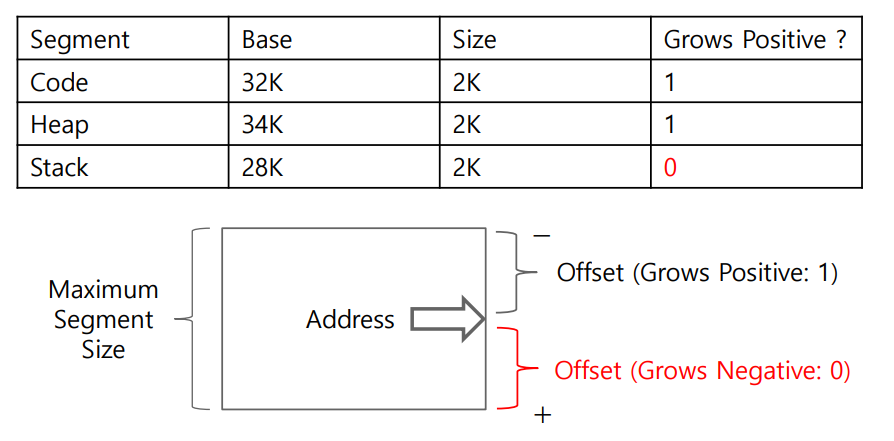 Segment Base Size Grows Positive ?
Code 32K 2K 1
Heap 34K 2K 1
Stack 28K 2K 0
−
Offset (Grows Positive: 1)
Maximum
Segment
Size
Address
Offset (Grows Negative: 0)
+